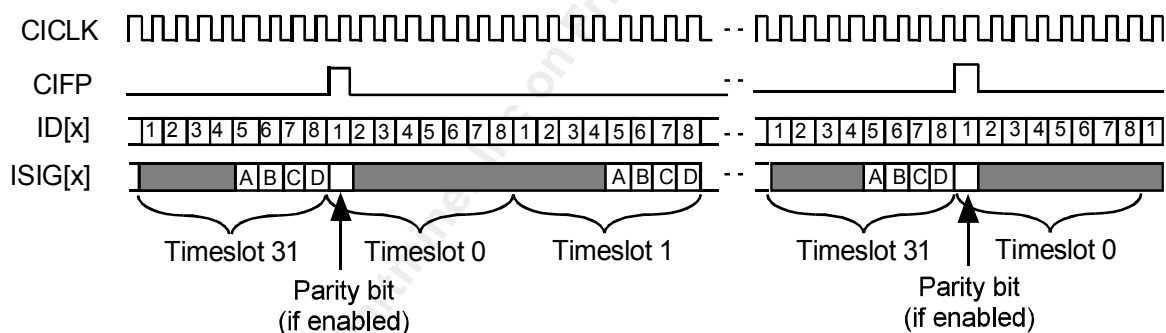 CICLK
- -
CIFP
- -
ID[x] 1 2 3 4 5 6 7 8 1 2 3 4 5 6 7 8 1 2 3 4 5 6 7 8 - - 1 2 3 4 5 6 7 8 1 2 3 4 5 6 7 8 1
ISIG[x] A B C D A B C D - - A B C D
Timeslot 31 Timeslot 0 Timeslot 1 Timeslot 31 Timeslot 0
Parity bit Parity bit
(if enabled) (if enabled)